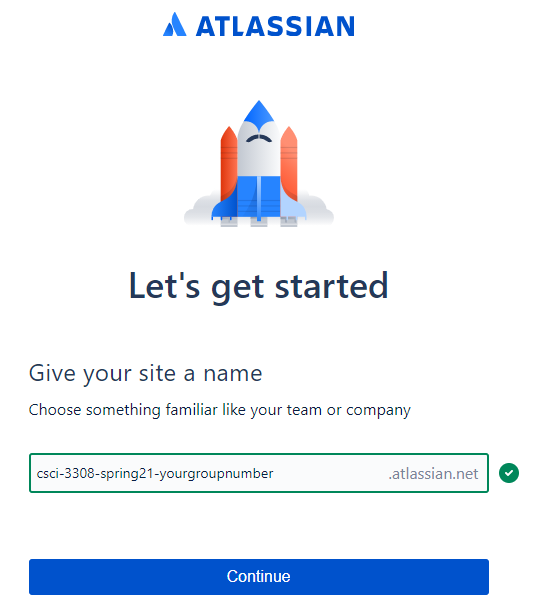 ATLASSIAN
Let's get started
Give your site a name
Choose something familiar like your team or company
csci-3308-spring21-yourgroupnumber .atlassian.net
Continue